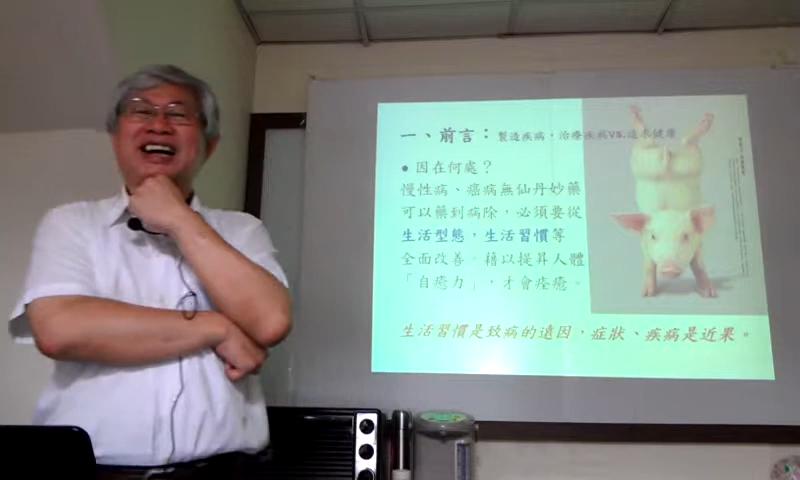 一、前言：製造疾病，治療疾病VS.追求健康
● 因在何處？
慢性病、癌病無仙丹妙藥
可以藥到病除，必須要從
生活型態，生活習慣等
全面改善，藉以提昇人體
「自癒力」，才會痊癒。
生活習慣是致病的遠因，症狀、疾病是近果。